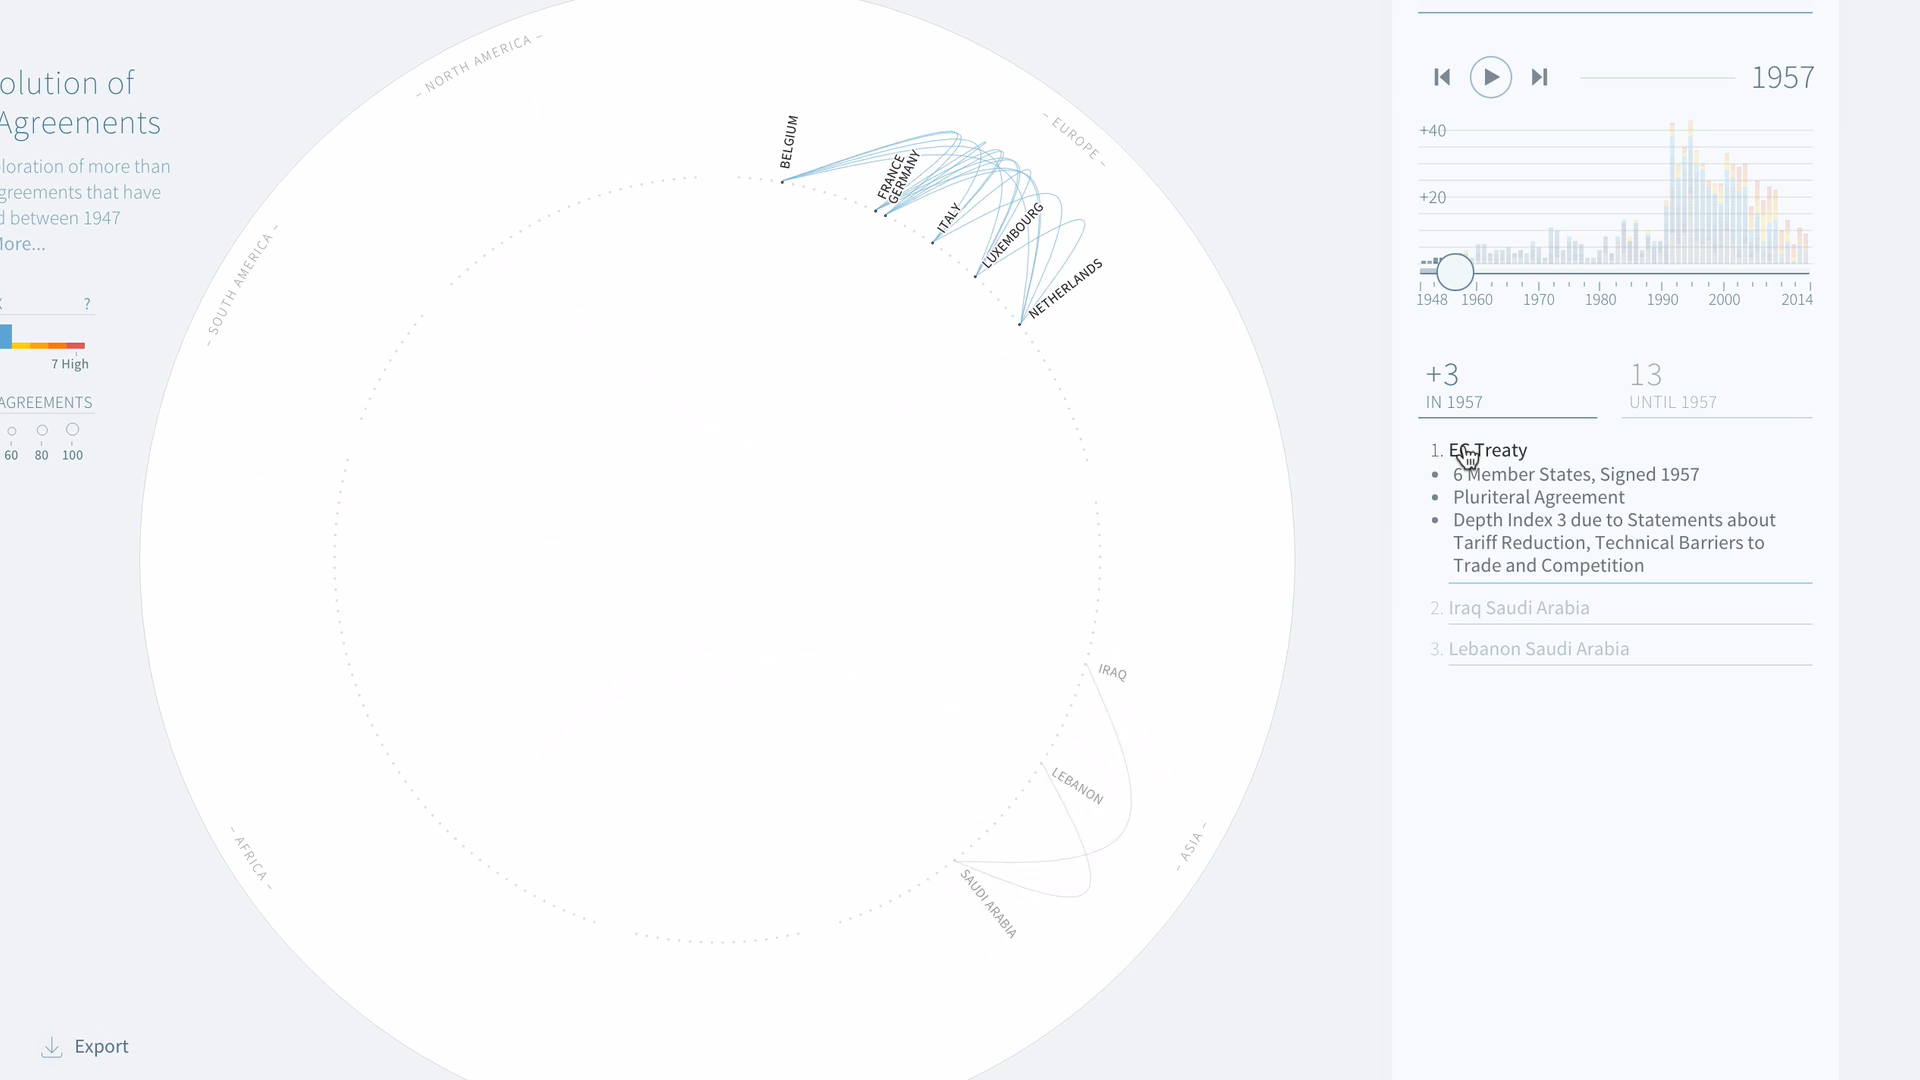 olution of
Agreements
loration of more than
greements that have
d between 1947
More...
?
7 High
AGREEMENTS
60 80 100
Export
– NORTH AMERICA –
– EUROPE –
– SOUTH AMERICA –
– AFRICA –
– ASIA –
BELGIUM
FRANCE
GERMANY
ITALY
LUXEMBOURG
NETHERLANDS
IRAQ
LEBANON
SAUDI ARABIA
1957
+40
+20
1948 1960 1970 1980 1990 2000 2014
+3
IN 1957
13
UNTIL 1957
1. EC Treaty
• 6 Member States, Signed 1957
• Pluriteral Agreement
• Depth Index 3 due to Statements about
Tariff Reduction, Technical Barriers to
Trade and Competition
2. Iraq Saudi Arabia
3. Lebanon Saudi Arabia